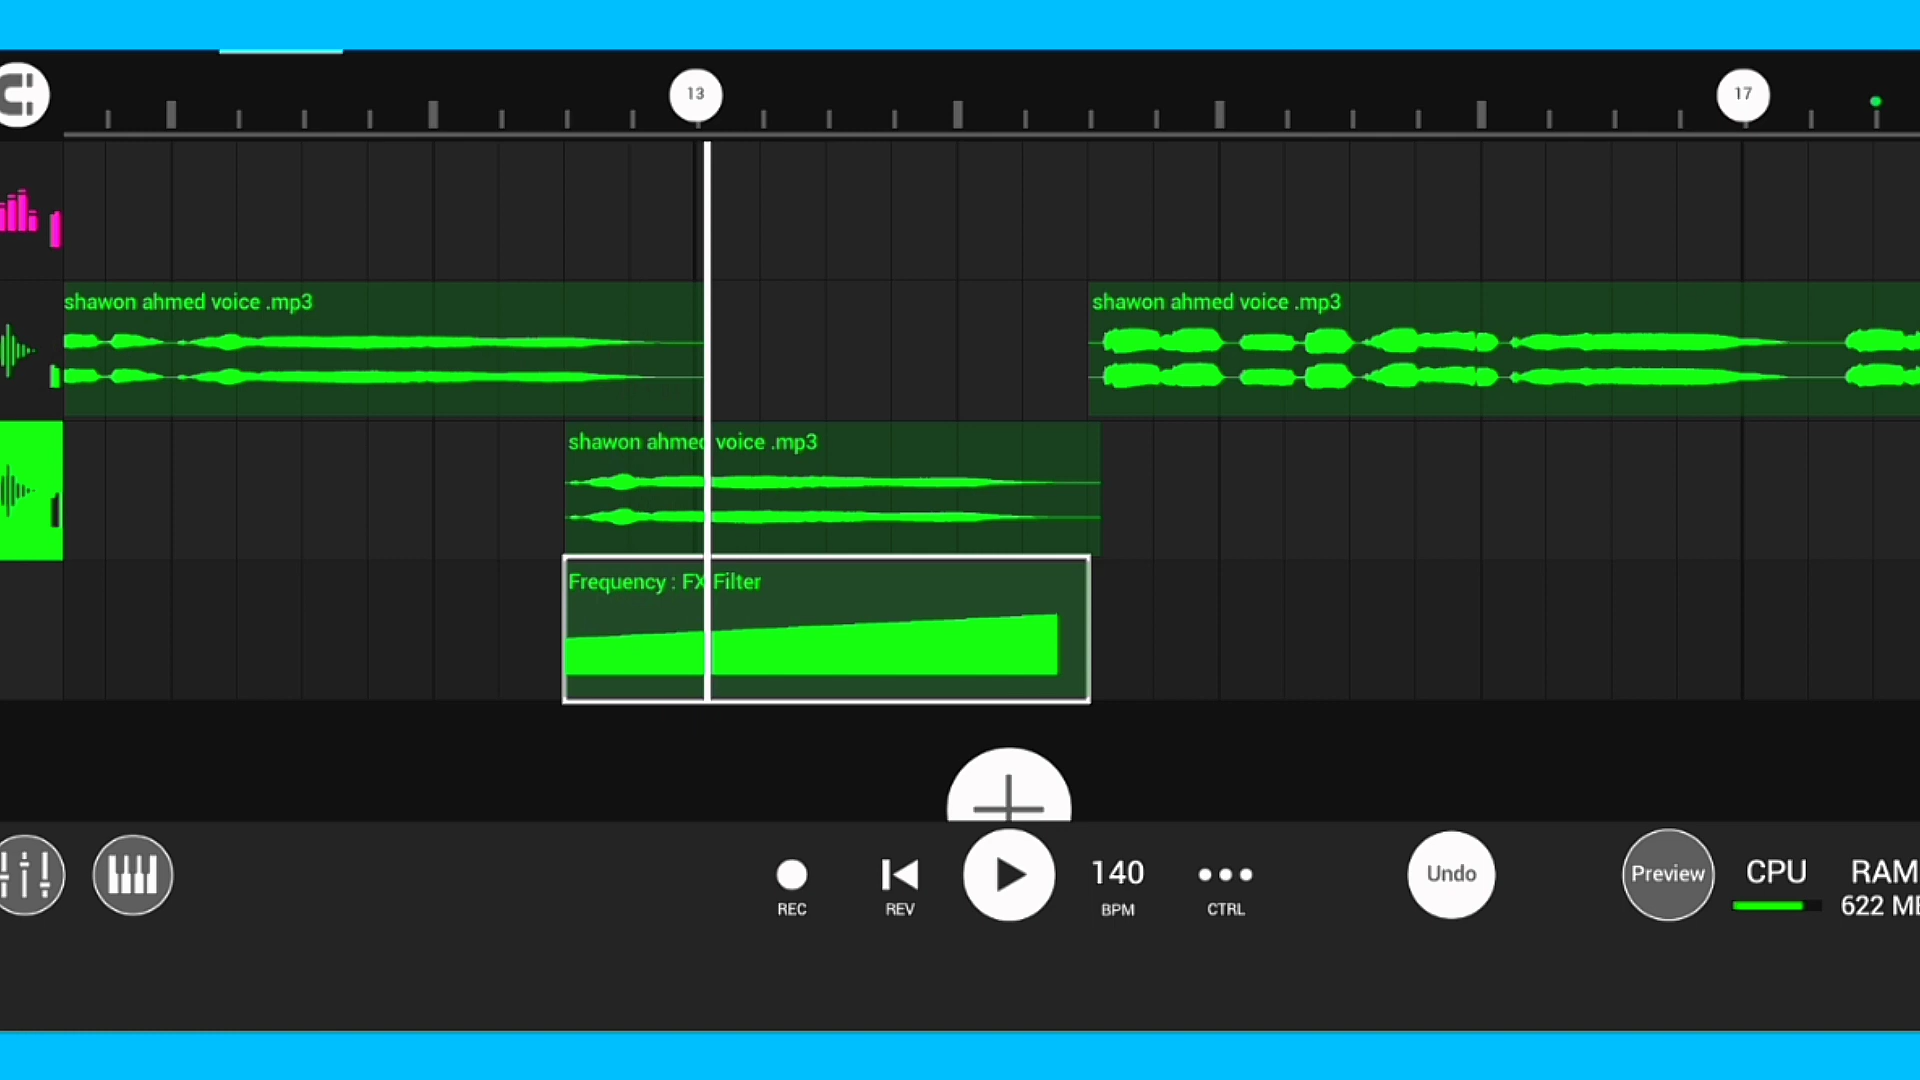 13
17
shawon ahmed voice .mp3
shawon ahmed voice .mp3
shawon ahmed voice .mp3
Frequency : FX Filter
REC
REV
140
BPM
CTRL
Undo
Preview
CPU
RAM
622